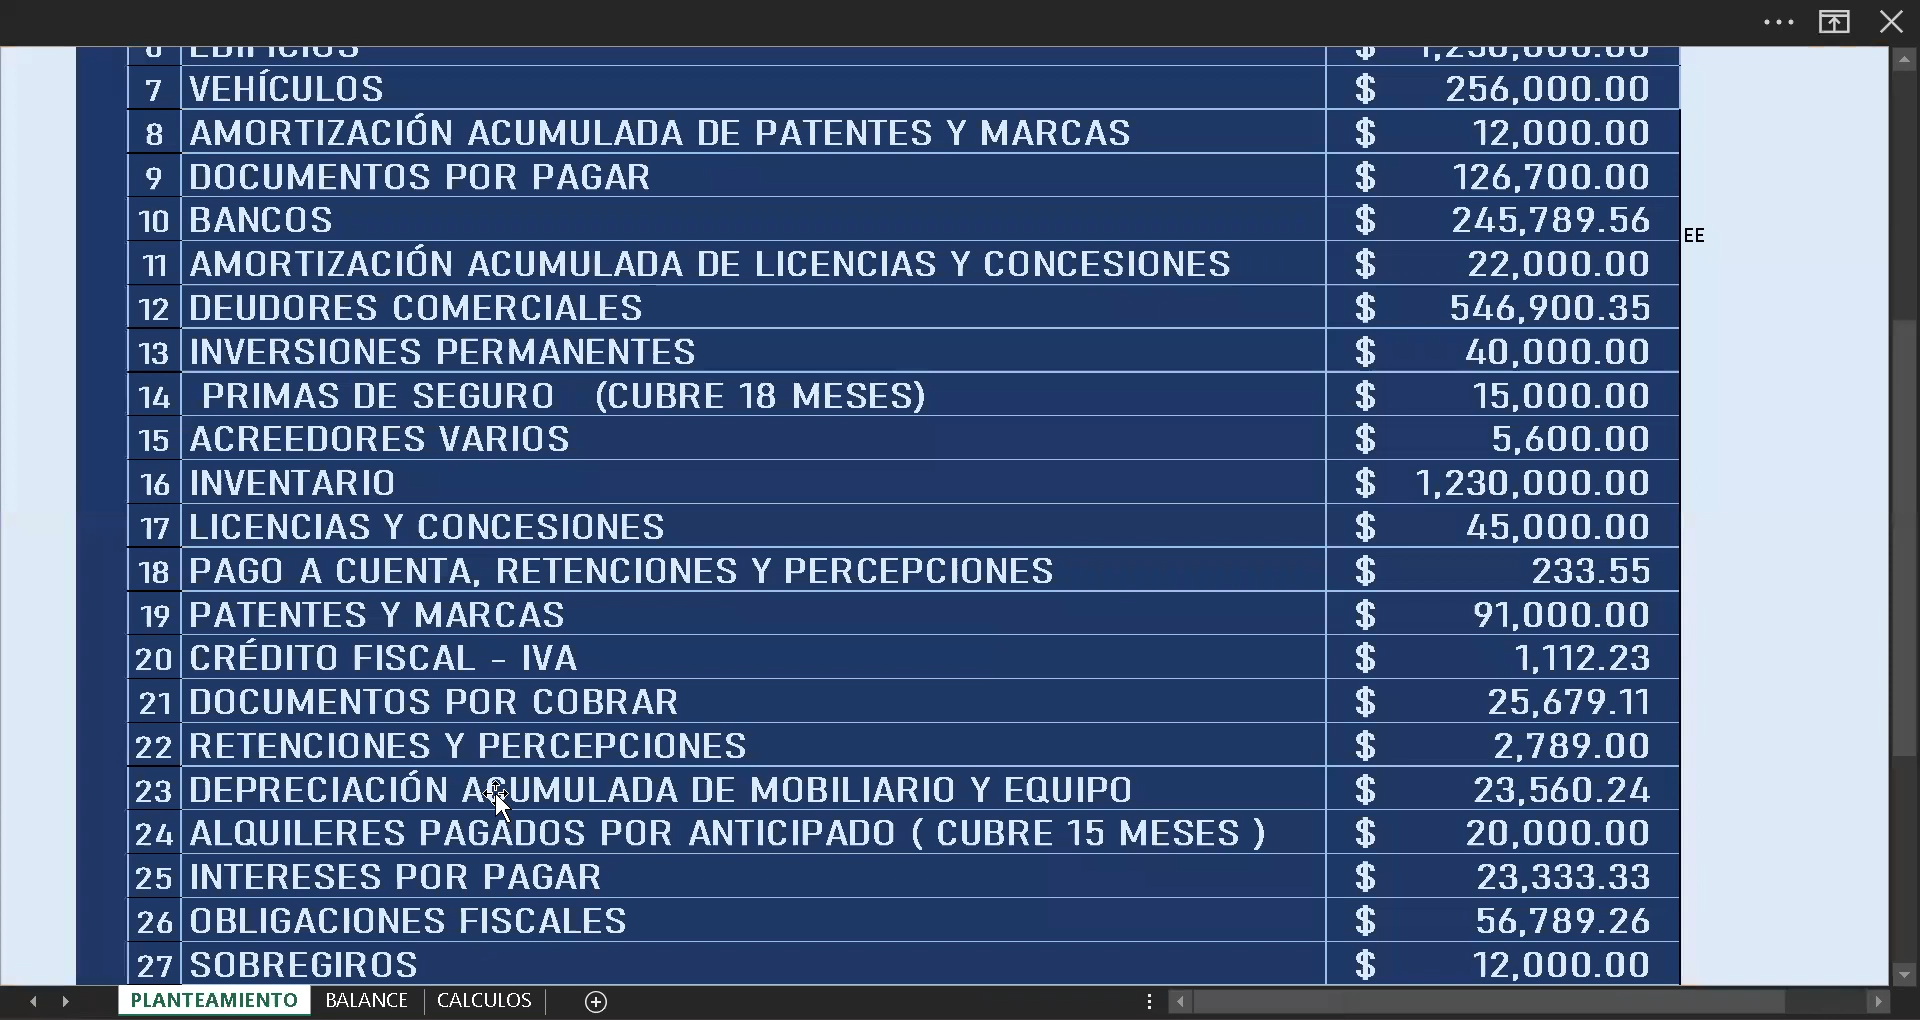 6 EDIFICIOS $ 1,230,000.00
7 VEHÍCULOS $ 256,000.00
8 AMORTIZACIÓN ACUMULADA DE PATENTES Y MARCAS $ 12,000.00
9 DOCUMENTOS POR PAGAR $ 126,700.00
10 BANCOS $ 245,789.56
EE
11 AMORTIZACIÓN ACUMULADA DE LICENCIAS Y CONCESIONES $ 22,000.00
12 DEUDORES COMERCIALES $ 546,900.35
13 INVERSIONES PERMANENTES $ 40,000.00
14 PRIMAS DE SEGURO (CUBRE 18 MESES) $ 15,000.00
15 ACREEDORES VARIOS $ 5,600.00
16 INVENTARIO $ 1,230,000.00
17 LICENCIAS Y CONCESIONES $ 45,000.00
18 PAGO A CUENTA, RETENCIONES Y PERCEPCIONES $ 233.55
19 PATENTES Y MARCAS $ 91,000.00
20 CRÉDITO FISCAL - IVA $ 1,112.23
21 DOCUMENTOS POR COBRAR $ 25,679.11
22 RETENCIONES Y PERCEPCIONES $ 2,789.00
23 DEPRECIACIÓN ACUMULADA DE MOBILIARIO Y EQUIPO $ 23,560.24
24 ALQUILERES PAGADOS POR ANTICIPADO ( CUBRE 15 MESES ) $ 20,000.00
25 INTERESES POR PAGAR $ 23,333.33
26 OBLIGACIONES FISCALES $ 56,789.26
27 SOBREGIROS $ 12,000.00
PLANTEAMIENTO BALANCE CALCULOS